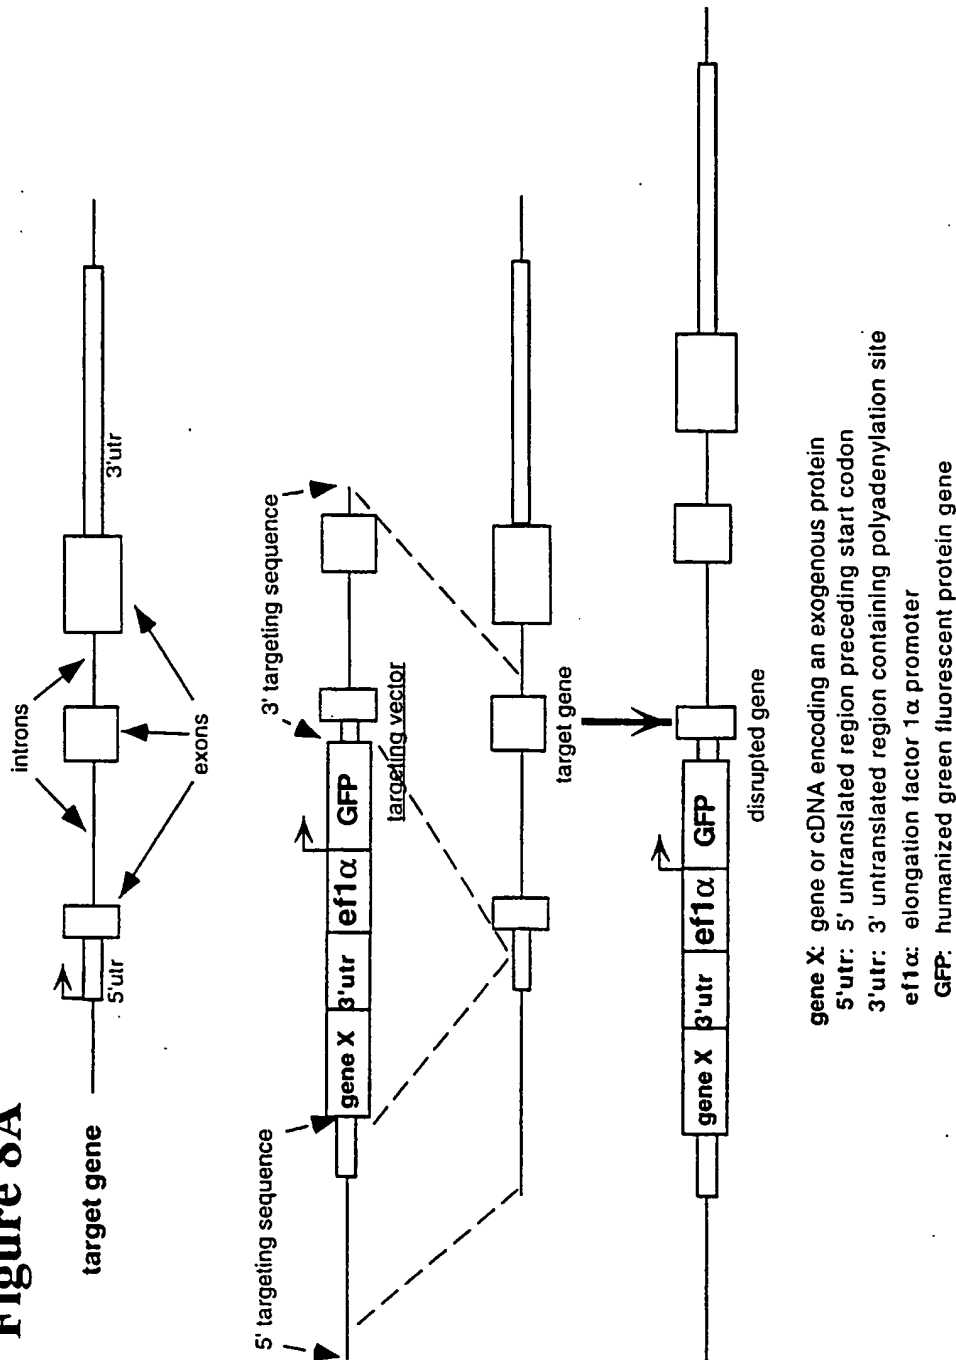 Figure 8A
target gene
introns
5'utr
exons
3'utr
5' targeting sequence
3' targeting sequence
gene X 3'utr ef1α GFP
targeting vector
target gene
gene X 3'utr ef1α GFP
disrupted gene
gene X: gene or cDNA encoding an exogenous protein
5'utr: 5' untranslated region preceding start codon
3'utr: 3' untranslated region containing polyadenylation site
ef1α: elongation factor 1α promoter
GFP: humanized green fluorescent protein gene